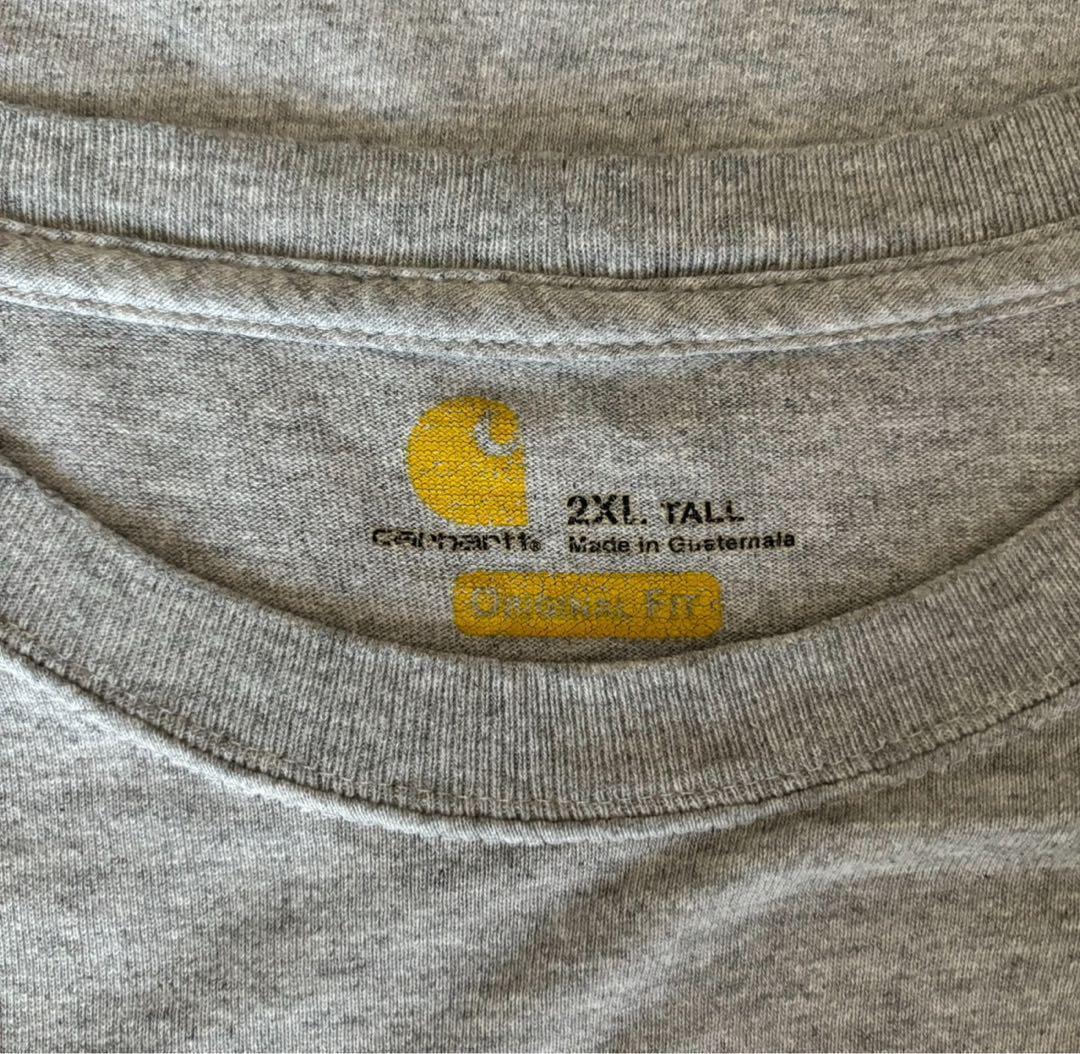 2XL TALL
carhartt®
Made in Guatemala
ORIGINAL FIT